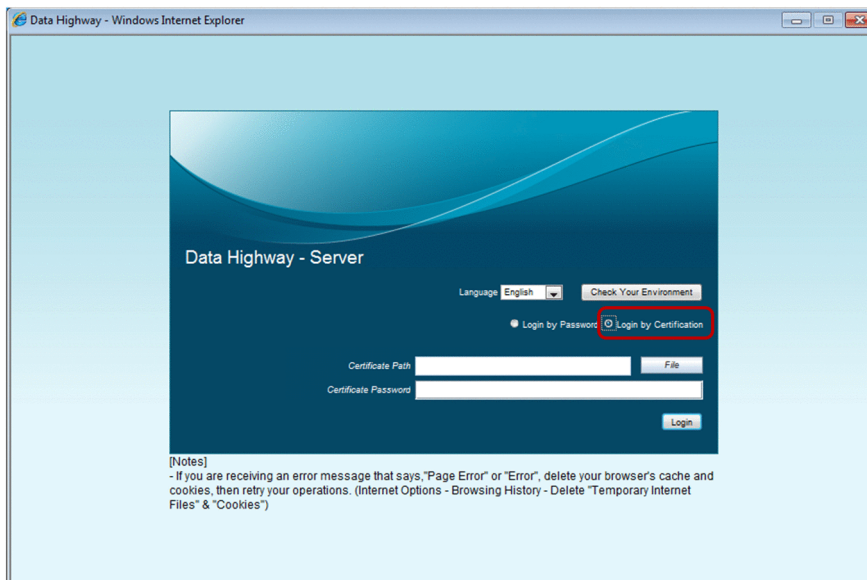 Data Highway - Windows Internet Explorer
Data Highway - Server
Language English Check Your Environment
Login by Password Login by Certification
Certificate Path File
Certificate Password
Login
[Notes]
- If you are receiving an error message that says,"Page Error" or "Error", delete your browser's cache and
cookies, then retry your operations. (Internet Options - Browsing History - Delete "Temporary Internet
Files" & "Cookies")